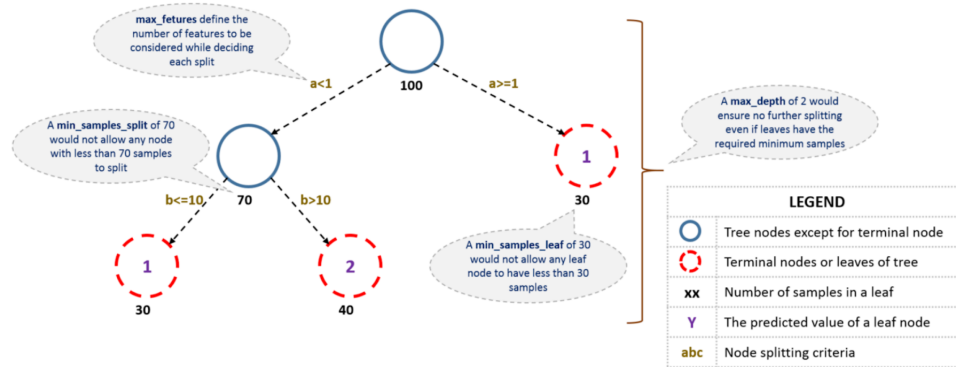 max_fetures define the
number of features to be
considered while deciding
each split
a<1
a>=1
100
A min_samples_split of 70
would not allow any node
with less than 70 samples
to split
70
b<=10
b>10
1
30
2
40
1
30
A min_samples_leaf of 30
would not allow any leaf
node to have less than 30
samples
A max_depth of 2 would
ensure no further splitting
even if leaves have the
required minimum samples
LEGEND
Tree nodes except for terminal node
Terminal nodes or leaves of tree
xx Number of samples in a leaf
Y The predicted value of a leaf node
abc Node splitting criteria